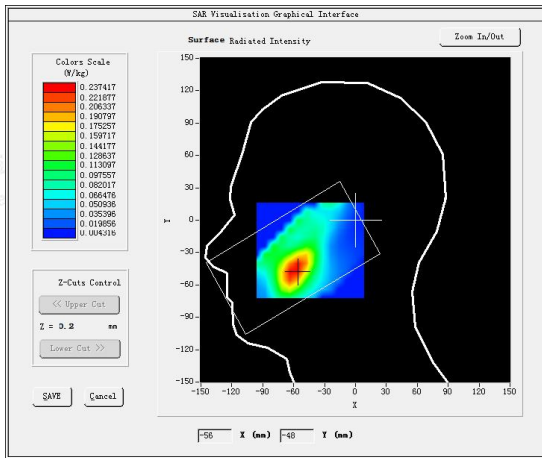 SAR Visualisation Graphical Interface
Surface Radiated Intensity
Zoom In/Out
Colors Scale
(W/kg)
0.237417
0.221877
0.206337
0.190797
0.175257
0.159717
0.144177
0.128637
0.113097
0.097557
0.082017
0.066476
0.050936
0.035396
0.019856
0.004316
Z-Cuts Control
<< Upper Cut
Z = 0.2 mm
Lower Cut >>
SAVE
Cancel
150
120
90
60
30
0
-30
-60
-90
-120
-150
Y
-150 -120 -90 -60 -30 0 30 60 90 120 150
X
-56 X (mm) -48 Y (mm)